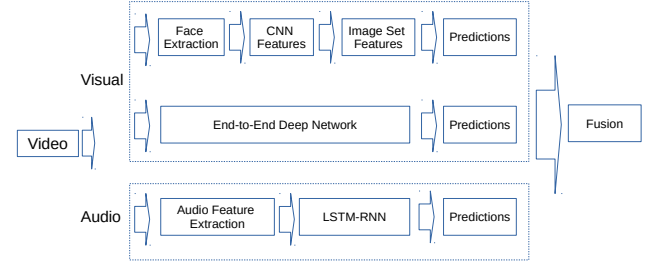 Face
Extraction
CNN
Features
Image Set
Features
Predictions
Visual
End-to-End Deep Network
Predictions
Fusion
Video
Audio
Audio Feature
Extraction
LSTM-RNN
Predictions